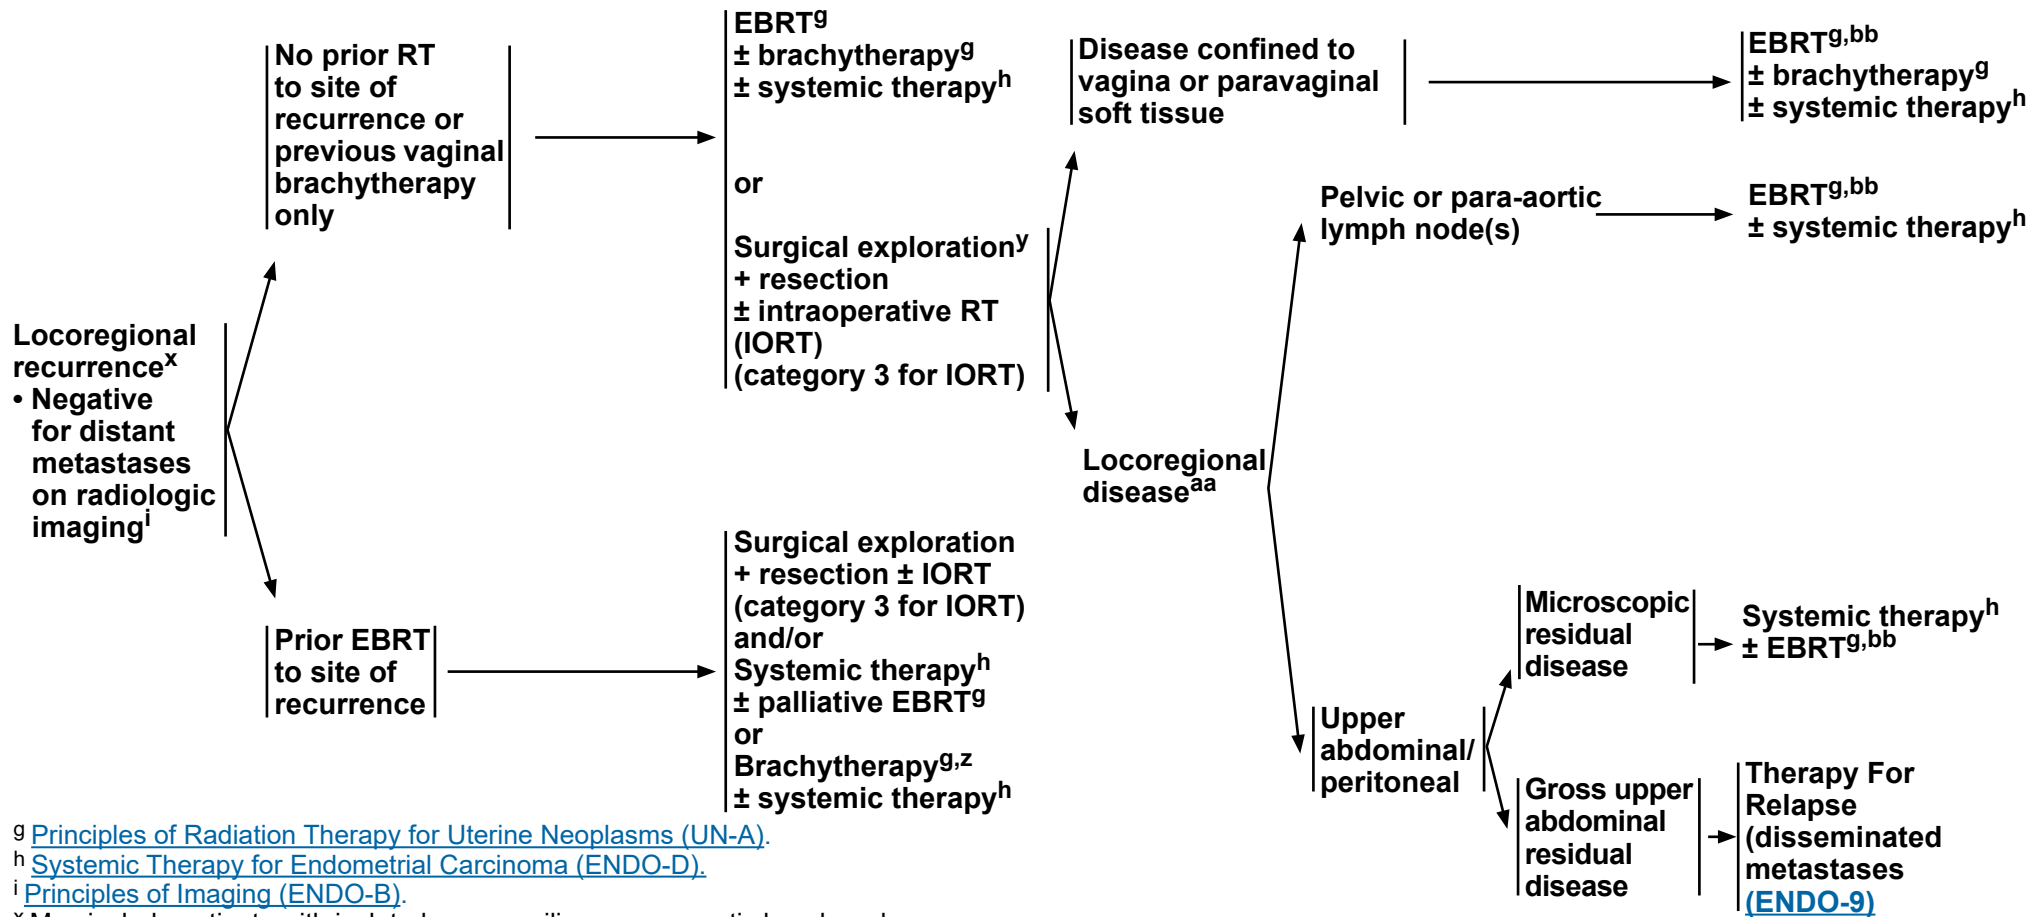 Locoregional
recurrencex
• Negative
for distant
metastases
on radiologic
imagingi
No prior RT
to site of
recurrence or
previous vaginal
brachytherapy
only
Prior EBRT
to site of
recurrence
EBRTg
± brachytherapyg
± systemic therapyh
or
Surgical explorationy
+ resection
± intraoperative RT
(IORT)
(category 3 for IORT)
Surgical exploration
+ resection ± IORT
(category 3 for IORT)
and/or
Systemic therapyh
± palliative EBRTg
or
Brachytherapyg,z
± systemic therapyh
Disease confined to
vagina or paravaginal
soft tissue
Locoregional
diseaseaa
EBRTg,bb
± brachytherapyg
± systemic therapyh
Pelvic or para-aortic
lymph node(s)
EBRTg,bb
± systemic therapyh
Upper
abdominal/
peritoneal
Microscopic
residual
disease
Systemic therapyh
± EBRTg,bb
Gross upper
abdominal
residual
disease
Therapy For
Relapse
(disseminated
metastases
(ENDO-9)
g Principles of Radiation Therapy for Uterine Neoplasms (UN-A).
h Systemic Therapy for Endometrial Carcinoma (ENDO-D).
i Principles of Imaging (ENDO-B).